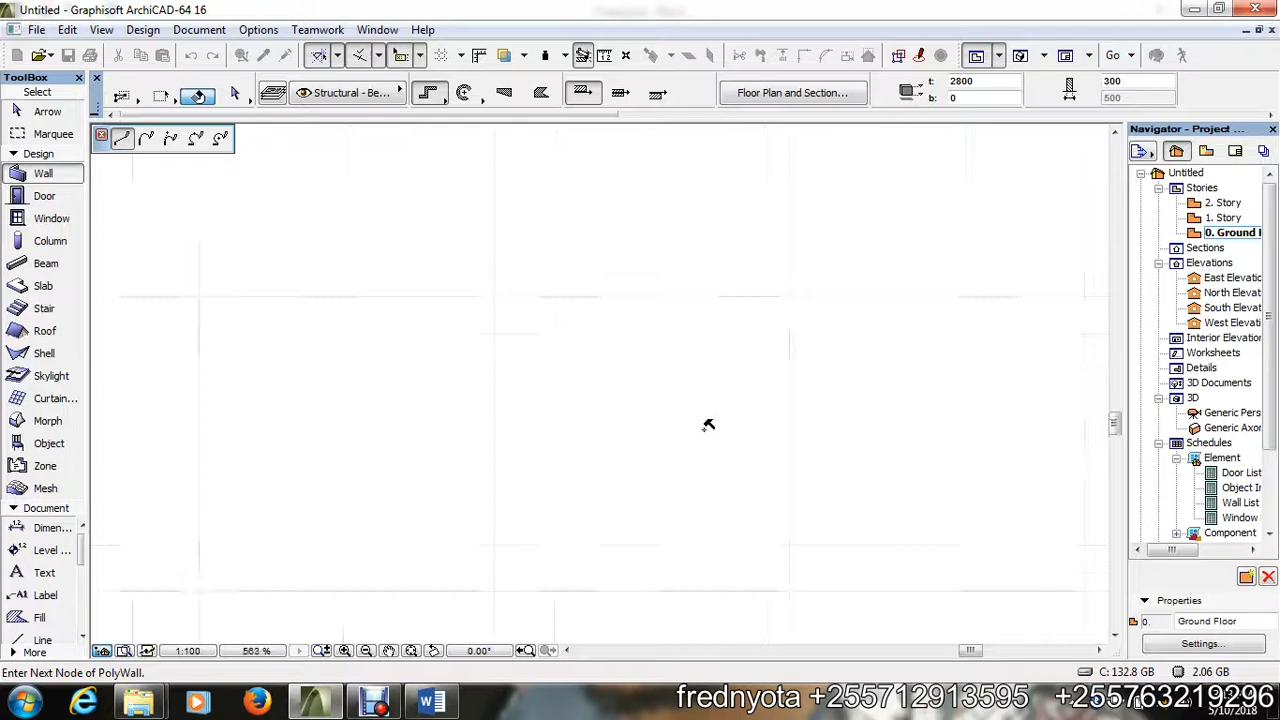 Untitled - Graphisoft ArchiCAD-64 16
File Edit View Design Document Options Teamwork Window Help
Go
ToolBox
Select
Arrow
Marquee
Design
Wall
Door
Window
Column
Beam
Slab
Stair
Roof
Shell
Skylight
Curtain...
Morph
Object
Zone
Mesh
Document
Dimen...
Level ...
Text
Label
Fill
Line
More
Structural - Be...
Floor Plan and Section...
t: 2800
b: 0
300
500
Navigator - Project ...
Untitled
Stories
2. Story
1. Story
0. Ground F
Sections
Elevations
East Elevatio
North Elevat
South Elevat
West Elevati
Interior Elevation
Worksheets
Details
3D Documents
3D
Generic Pers
Generic Axon
Schedules
Element
Door List
Object In
Wall List
Window
Component
Properties
0. Ground Floor
Settings...
1:100 563 % 0.00°
Enter Next Node of PolyWall.
C: 132.8 GB 2.06 GB
frednyota +255712913595 +255763219296
5/10/2018